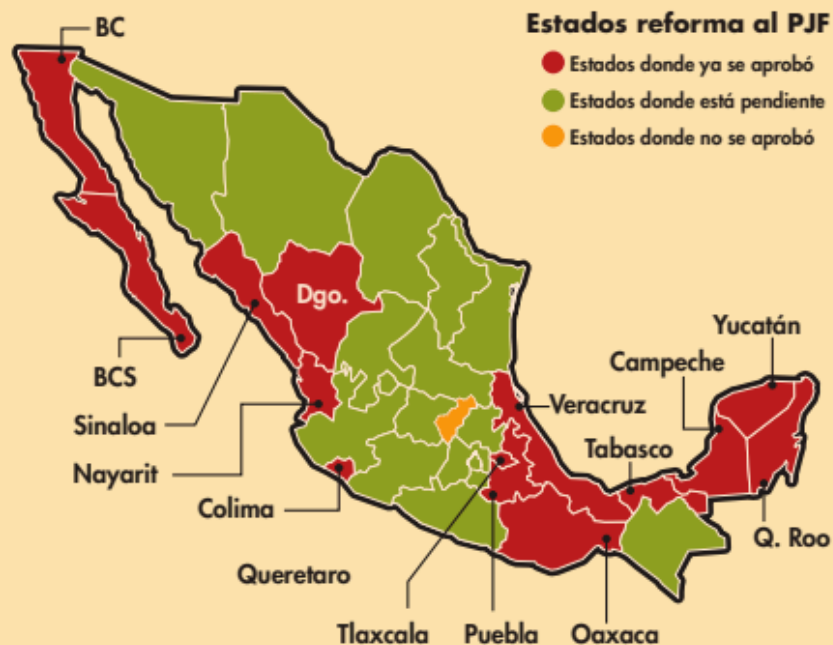 Estados reforma al PJF
Estados donde ya se aprobó
Estados donde está pendiente
Estados donde no se aprobó
BC
Dgo.
BCS
Sinaloa
Nayarit
Colima
Queretaro
Tlaxcala
Puebla
Oaxaca
Veracruz
Tabasco
Campeche
Yucatán
Q. Roo